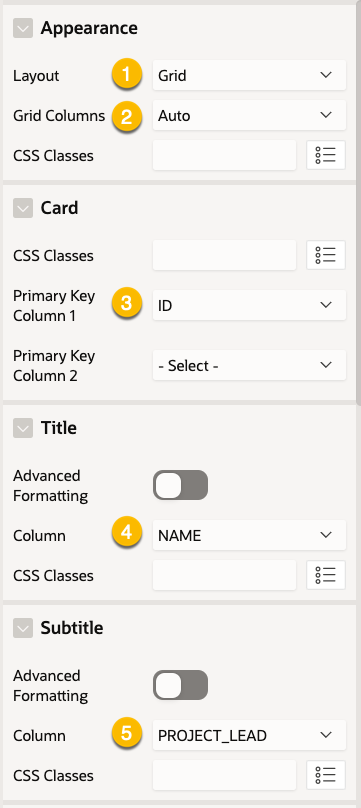 Appearance
Layout 1 Grid
Grid Columns 2 Auto
CSS Classes
Card
CSS Classes
Primary Key
Column 1 3 ID
Primary Key
Column 2 - Select -
Title
Advanced
Formatting
Column 4 NAME
CSS Classes
Subtitle
Advanced
Formatting
Column 5 PROJECT_LEAD
CSS Classes